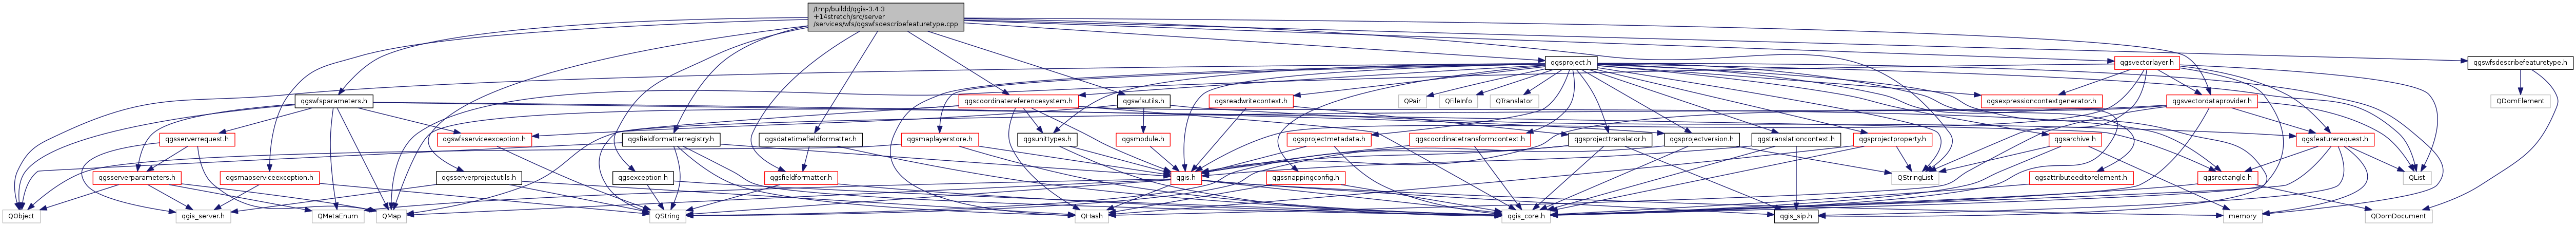 /tmp/buildd/qgis-3.4.3
+14stretch/src/server
/services/wfs/qgswfsdescribefeaturetype.cpp
qgsproject.h
qgsvectorlayer.h
qgswfsdescribefeaturetype.h
qgswfsparameters.h
qgscoordinatereferencesystem.h
qgswfsutils.h
qgsreadwritecontext.h
QPair
QFileInfo
QTranslator
qgsexpressioncontextgenerator.h
qgsvectordataprovider.h
QDomElement
qgsserverrequest.h
qgswfsserviceexception.h
qgsfieldformatterregistry.h
qgsdatetimefieldformatter.h
qgsmaplayerstore.h
qgsunittypes.h
qgsmodule.h
qgsprojectmetadata.h
qgscoordinatetransformcontext.h
qgsprojecttranslator.h
qgsprojectversion.h
qgstranslationcontext.h
qgsprojectproperty.h
qgsarchive.h
qgsfeaturerequest.h
qgsserverparameters.h
qgsmapserviceexception.h
qgsserverprojectutils.h
qgsexception.h
qgsfieldformatter.h
qgis.h
qgssnappingconfig.h
QStringList
qgsattributeeditorelement.h
qgsrectangle.h
QList
QObject
qgis_server.h
QMetaEnum
QMap
QString
QHash
qgis_core.h
qgis_sip.h
memory
QDomDocument